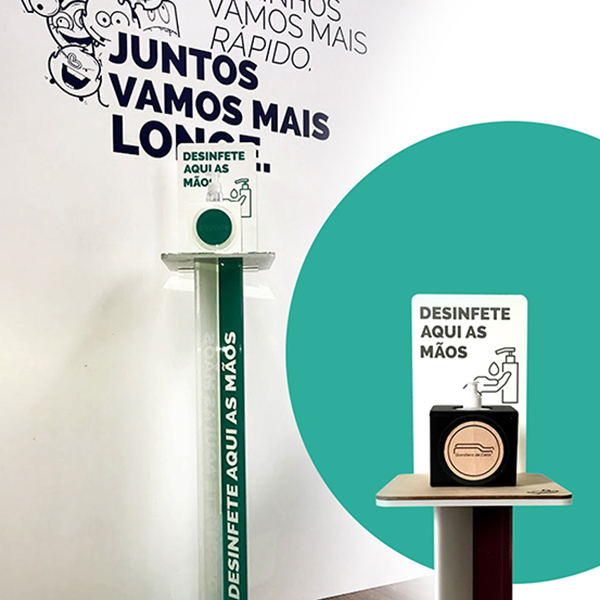 VAMOS MAIS
RÁPIDO.
JUNTOS
VAMOS MAIS
DESINFETE
AQUI AS
MÃOS
DESINFETE AQUI AS MÃOS
DESINFETE
AQUI AS
MÃOS